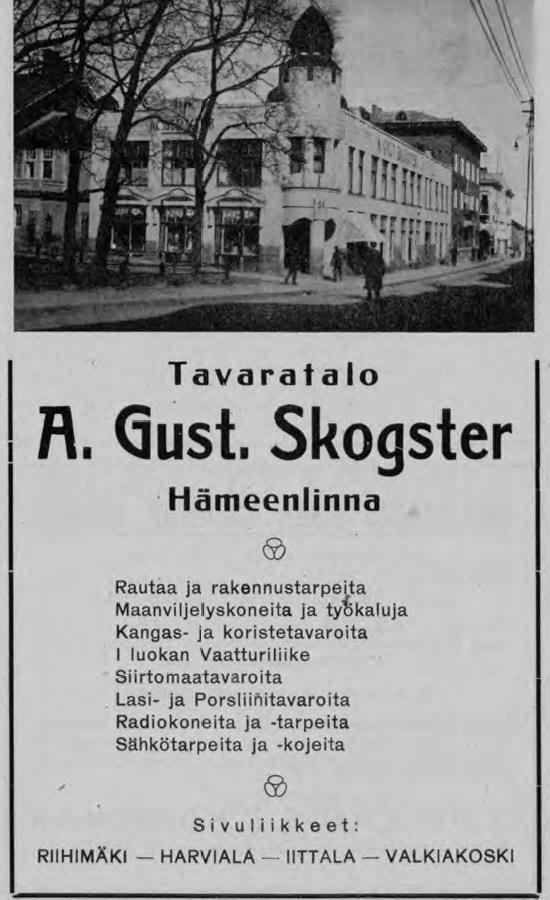 Tavaratalo
A. Gust. Skogster
Hämeenlinna
Rautaa ja rakennustarpeita
Maanviljelyskoneita ja työkaluja
Kangas- ja koristetavaroita
I luokan Vaatturiliike
Siirtomaatavaroita
Lasi- ja Porsliinitavaroita
Radiokoneita ja -tarpeita
Sähkötarpeita ja -kojeita
Sivuliikkeet:
RIIHIMÄKI — HARVIALA — IITTALA — VALKIAKOSKI